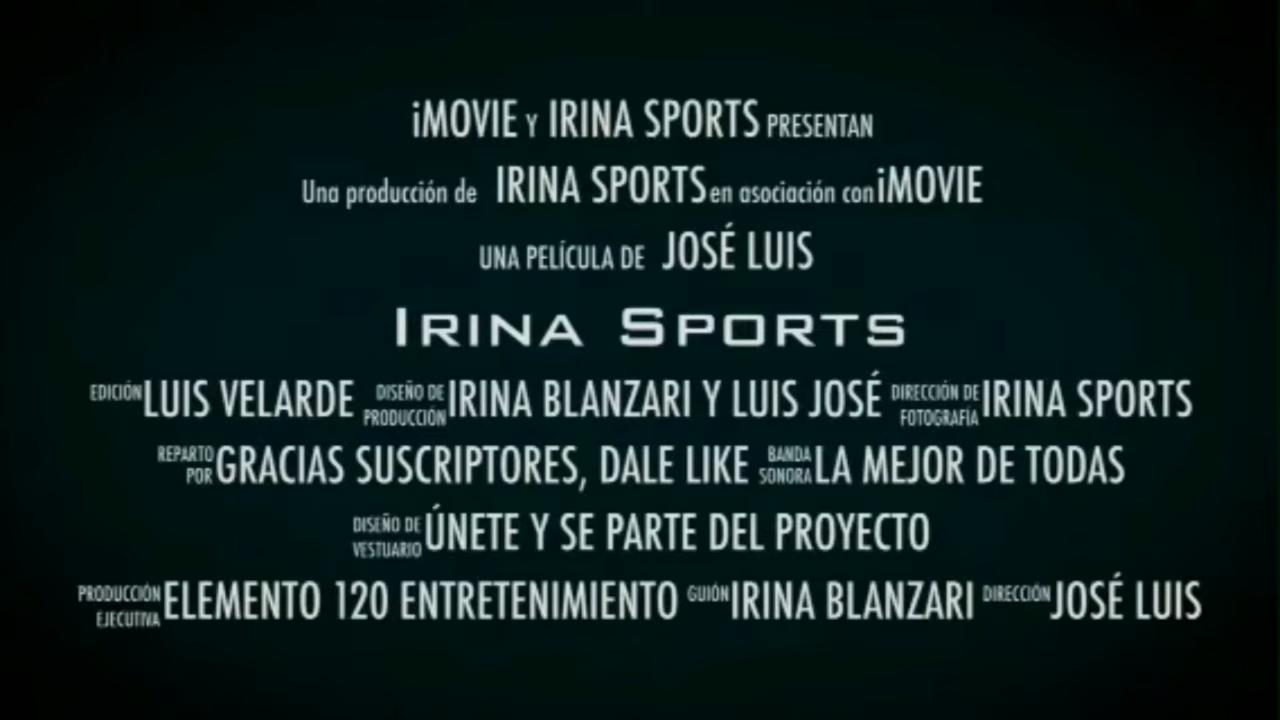 iMOVIE Y IRINA SPORTS PRESENTAN
Una producción de IRINA SPORTS en asociación con iMOVIE
UNA PELÍCULA DE JOSÉ LUIS
IRINA SPORTS
EDICIÓN LUIS VELARDE DISEÑO DE PRODUCCIÓN IRINA BLANZARI Y LUIS JOSÉ DIRECCIÓN DE FOTOGRAFÍA IRINA SPORTS
REPARTO POR GRACIAS SUSCRIPTORES, DALE LIKE BANDA SONORA LA MEJOR DE TODAS
DISEÑO DE VESTUARIO ÚNETE Y SE PARTE DEL PROYECTO
PRODUCCIÓN EJECUTIVA ELEMENTO 120 ENTRETENIMIENTO GUIÓN IRINA BLANZARI DIRECCIÓN JOSÉ LUIS